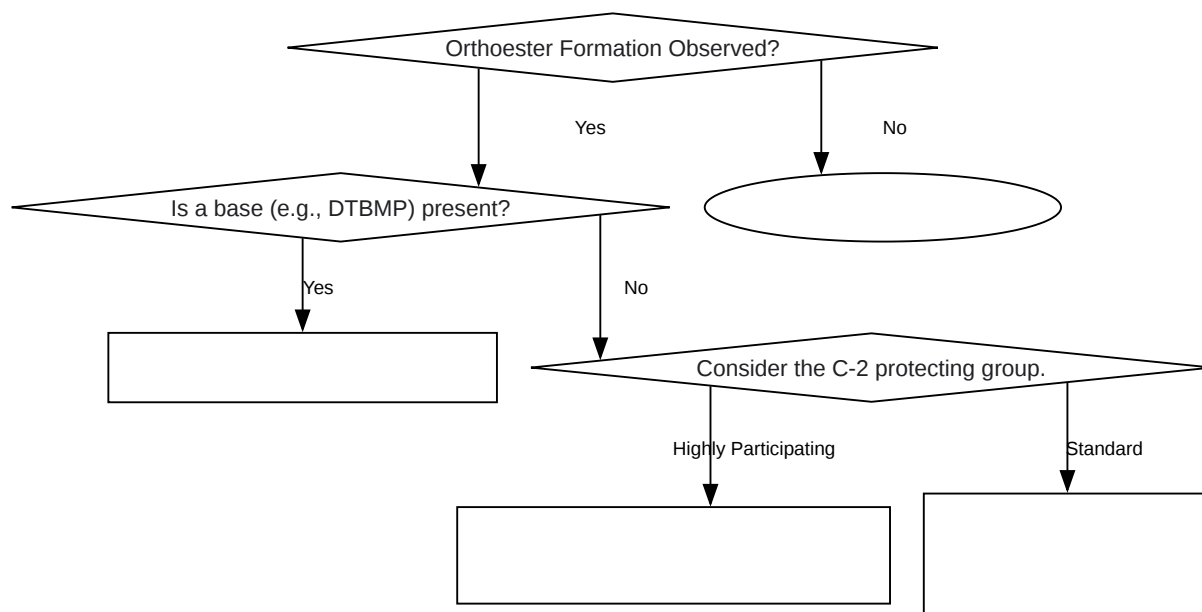 Orthoester Formation Observed?
Yes
No
Is a base (e.g., DTBMP) present?
Yes
No
Consider the C-2 protecting group.
Highly Participating
Standard